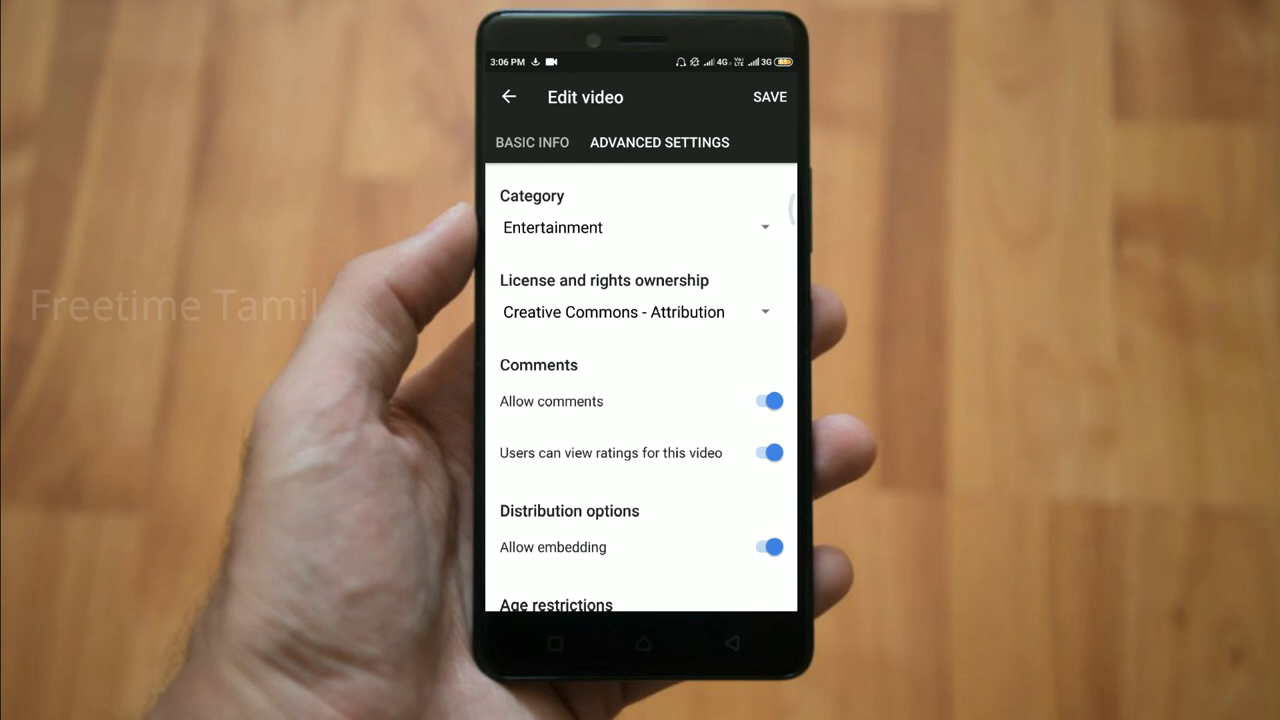 3:06 PM
4G
VoLTE
3G
Edit video
SAVE
BASIC INFO
ADVANCED SETTINGS
Category
Entertainment
License and rights ownership
Creative Commons - Attribution
Comments
Allow comments
Users can view ratings for this video
Distribution options
Allow embedding
Age restrictions
Freetime Tamil